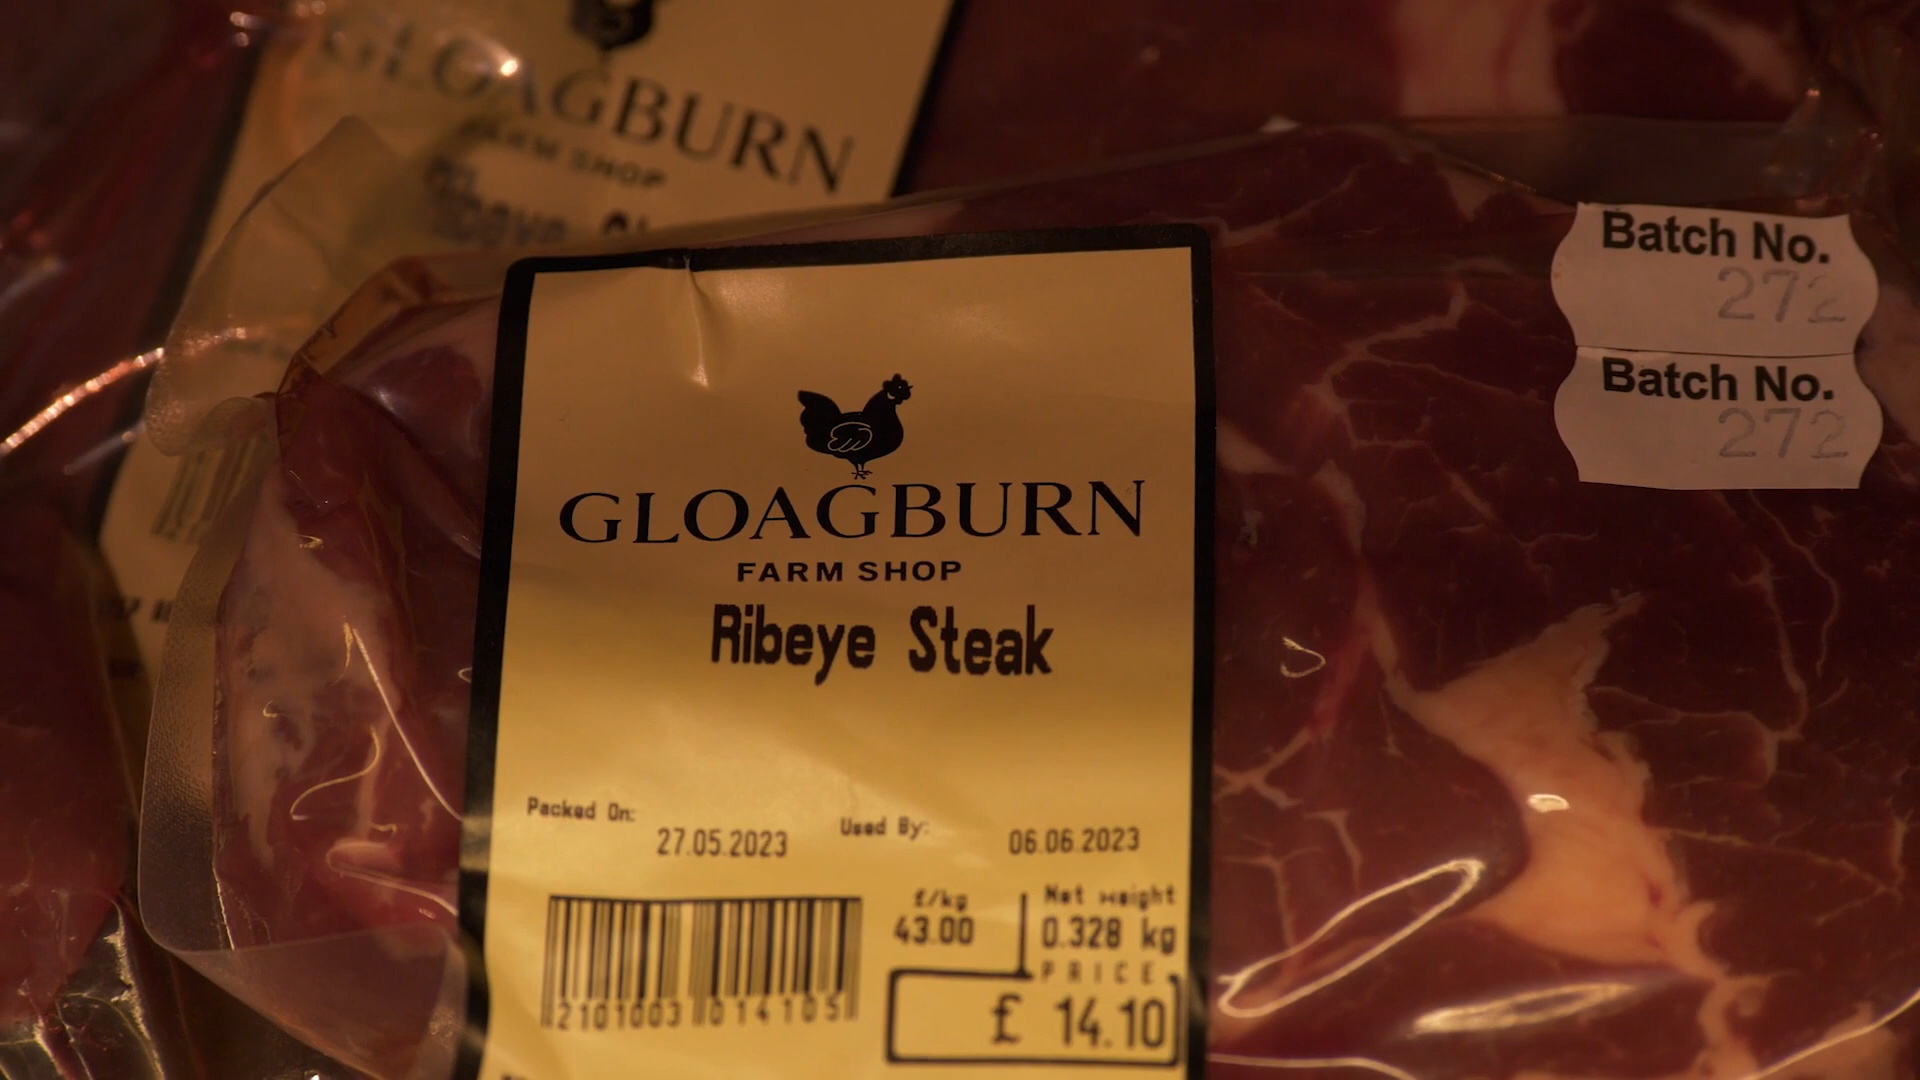 GLOAGBURN
FARM SHOP
Batch No.
272
Batch No.
272
GLOAGBURN
FARM SHOP
Ribeye Steak
Packed On:
27.05.2023
Used By:
06.06.2023
£/kg
43.00
Net weight
0.328 kg
PRICE
£ 14.10
2101003 014105